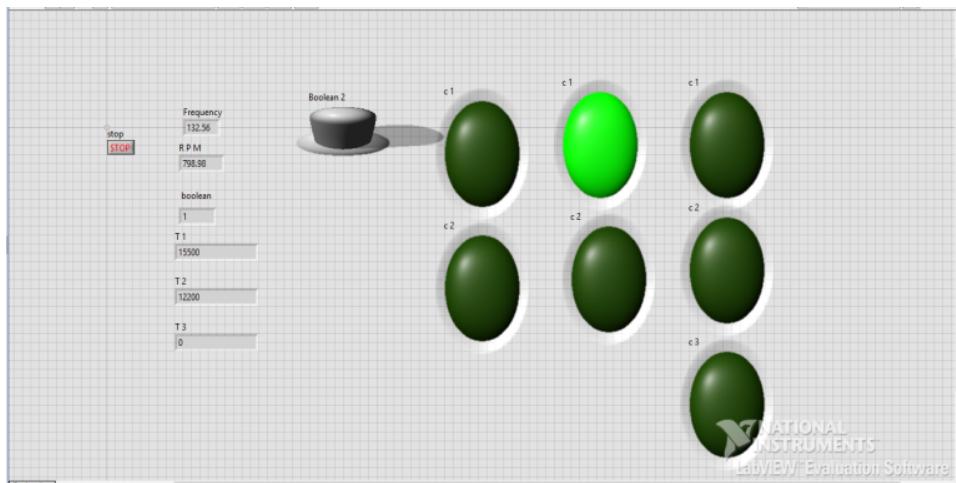 stop
STOP
Frequency
132.56
R P M
798.98
boolean
1
T 1
15500
T 2
12200
T 3
0
Boolean 2
c 1
c 1
c 1
c 2
c 2
c 2
c 3
NATIONAL
INSTRUMENTS
LabVIEW™ Evaluation Software